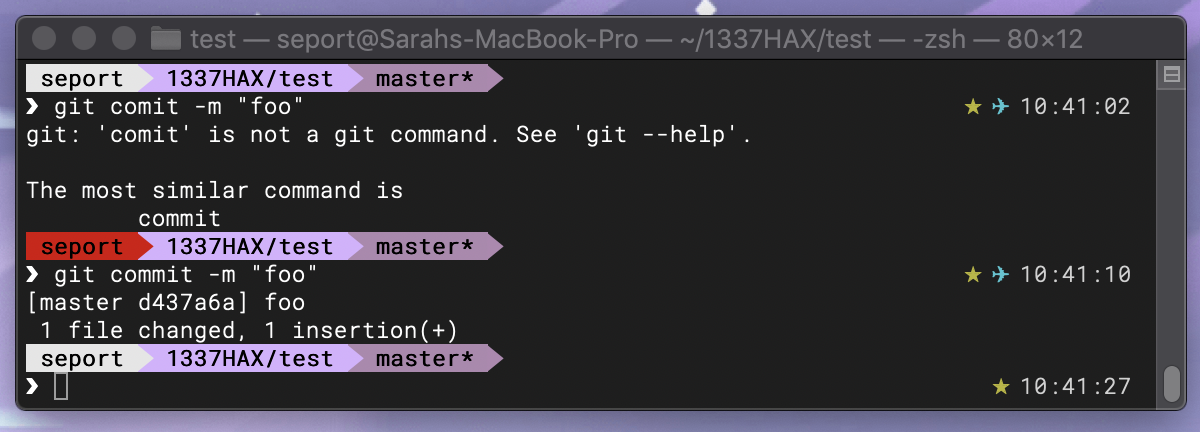 test — seport@Sarahs-MacBook-Pro — ~/1337HAX/test — -zsh — 80×12
seport 1337HAX/test master*
❯ git comit -m "foo" ★ ✈ 10:41:02
git: 'comit' is not a git command. See 'git --help'.
The most similar command is
commit
seport 1337HAX/test master*
❯ git commit -m "foo" ★ ✈ 10:41:10
[master d437a6a] foo
1 file changed, 1 insertion(+)
seport 1337HAX/test master*
❯ ★ 10:41:27